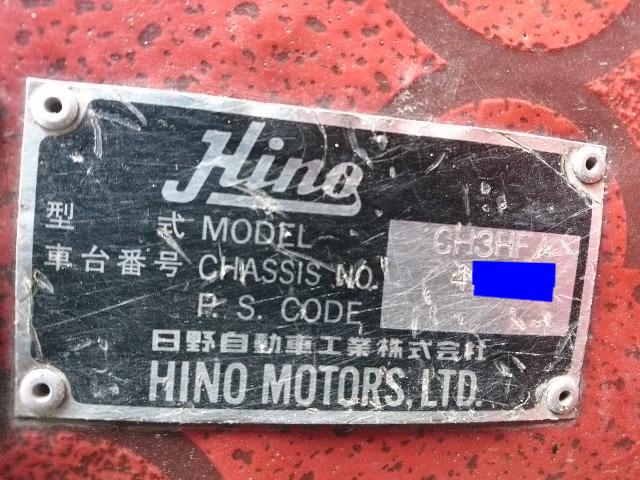 Hino
型 式 MODEL CH3HFA
車台番号 CHASSIS NO. 4
P. S. CODE
日野自動車工業株式会社
HINO MOTORS, LTD.